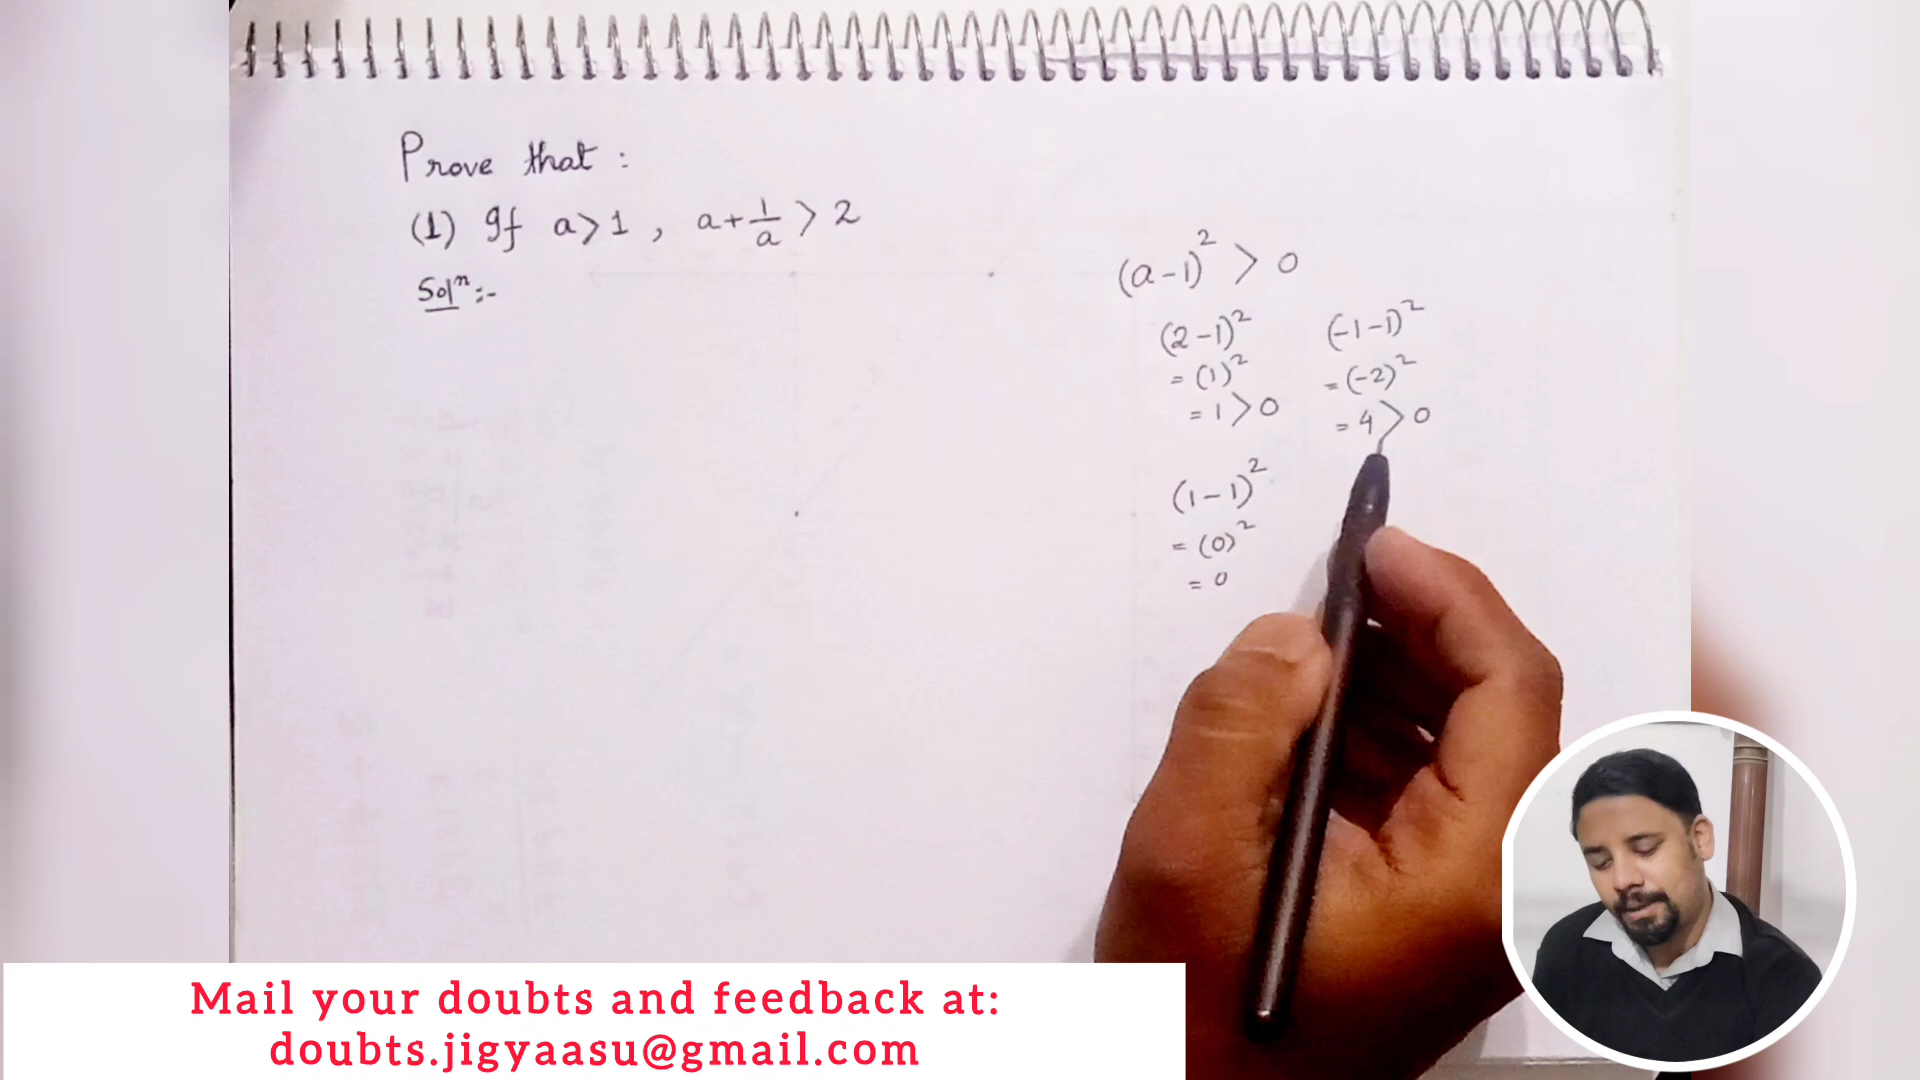 Prove that :
(1) If a > 1 , a + 1/a > 2
Solⁿ :-
(a - 1)² > 0
(2 - 1)²
= (1)²
= 1 > 0
(-1 - 1)²
= (-2)²
= 4 > 0
(1 - 1)²
= (0)²
= 0
Mail your doubts and feedback at:
doubts.jigyaasu@gmail.com